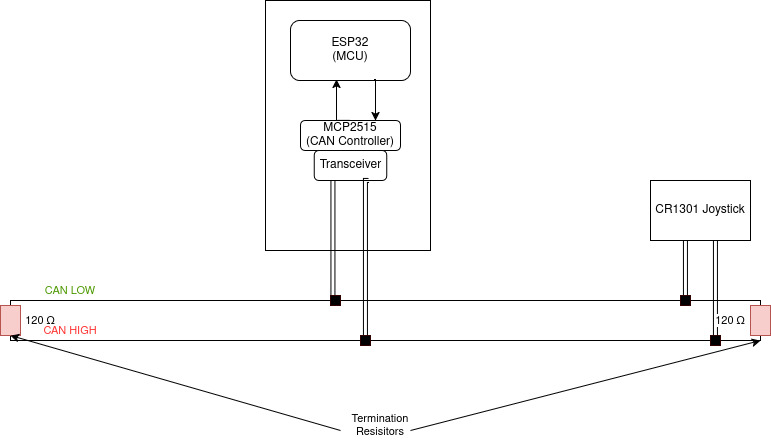 ESP32
(MCU)
MCP2515
(CAN Controller)
Transceiver
CR1301 Joystick
CAN LOW
120 Ω
120 Ω
CAN HIGH
Termination
Resisitors